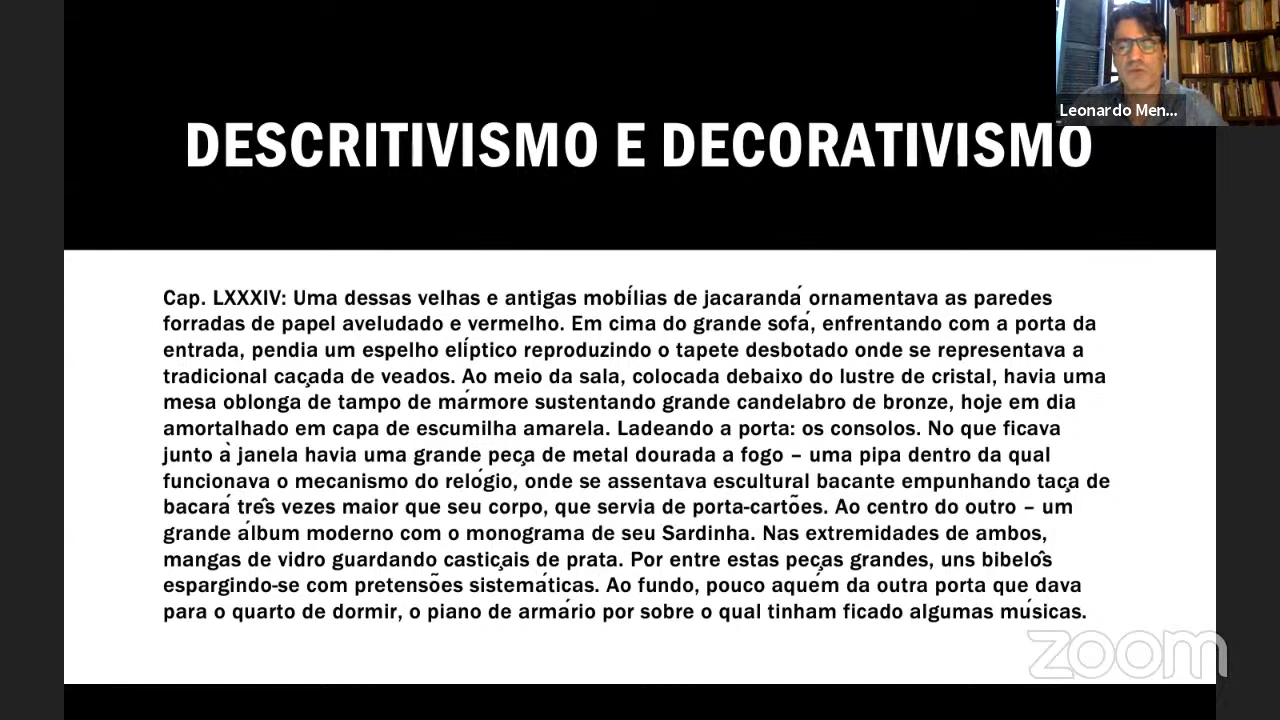 Leonardo Men...
DESCRITIVISMO E DECORATIVISMO
Cap. LXXXIV: Uma dessas velhas e antigas mobílias de jacarandá ornamentava as paredes
forradas de papel aveludado e vermelho. Em cima do grande sofá, enfrentando com a porta da
entrada, pendia um espelho elíptico reproduzindo o tapete desbotado onde se representava a
tradicional caçada de veados. Ao meio da sala, colocada debaixo do lustre de cristal, havia uma
mesa oblonga de tampo de mármore sustentando grande candelabro de bronze, hoje em dia
amortalhado em capa de escumilha amarela. Ladeando a porta: os consolos. No que ficava
junto à janela havia uma grande peça de metal dourada a fogo – uma pipa dentro da qual
funcionava o mecanismo do relógio, onde se assentava escultural bacante empunhando taça de
bacará três vezes maior que seu corpo, que servia de porta-cartões. Ao centro do outro – um
grande álbum moderno com o monograma de seu Sardinha. Nas extremidades de ambos,
mangas de vidro guardando castiçais de prata. Por entre estas peças grandes, uns bibelôs
espargindo-se com pretensões sistemáticas. Ao fundo, pouco aquém da outra porta que dava
para o quarto de dormir, o piano de armário por sobre o qual tinham ficado algumas músicas.
zoom